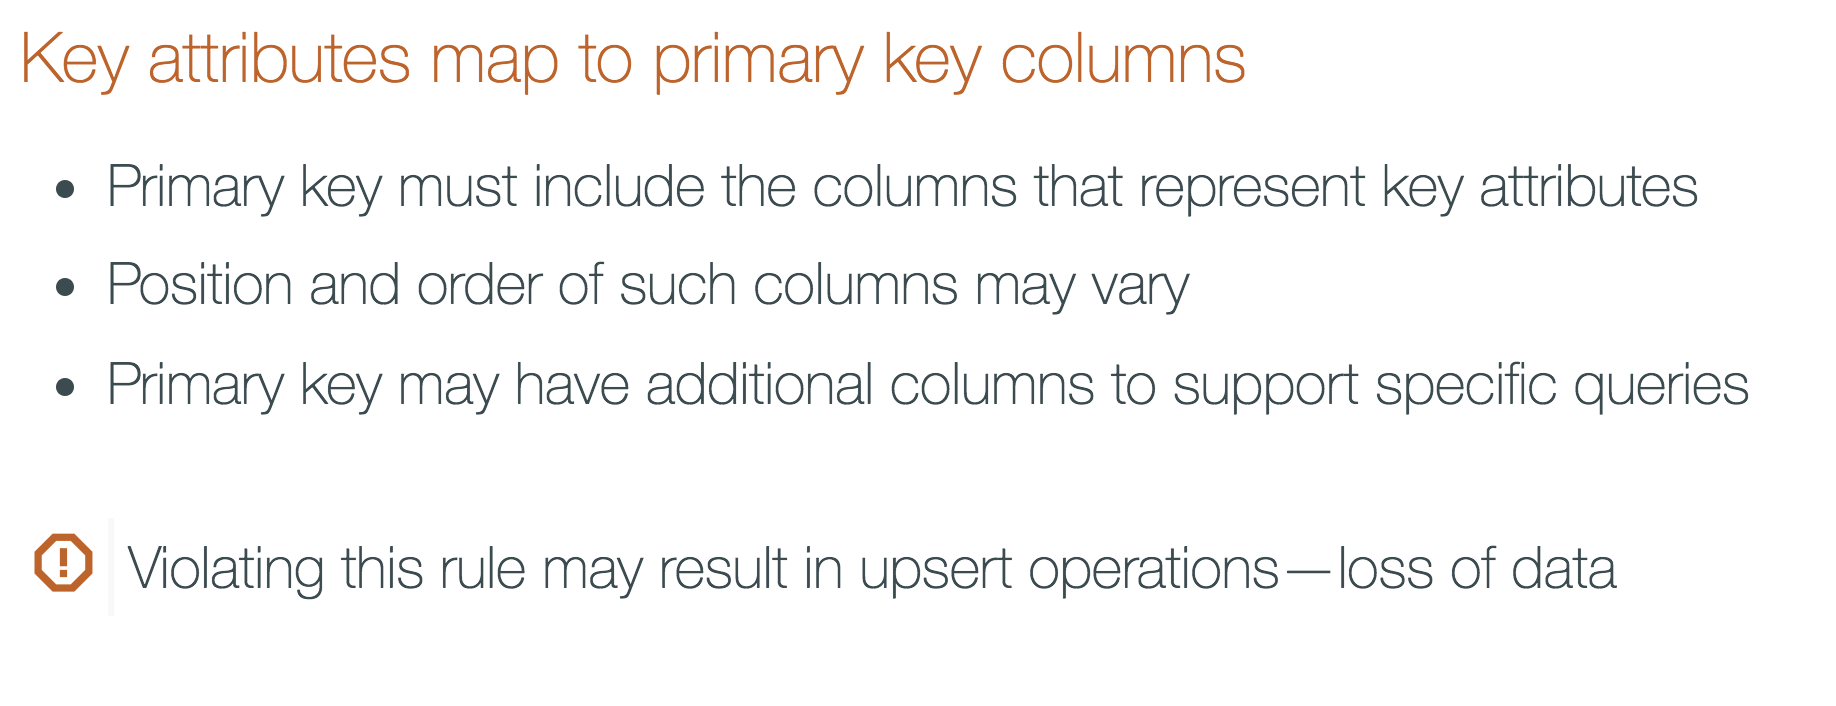 Key attributes map to primary key columns
• Primary key must include the columns that represent key attributes
• Position and order of such columns may vary
• Primary key may have additional columns to support specific queries
Violating this rule may result in upsert operations—loss of data